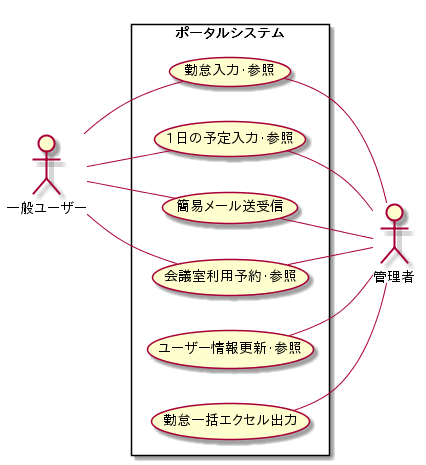 ポータルシステム
勤怠入力·参照
1日の予定入力·参照
簡易メール送受信
一般ユーザー
会議室利用予約·参照
管理者
ユーザー情報更新·参照
勤怠一括エクセル出力